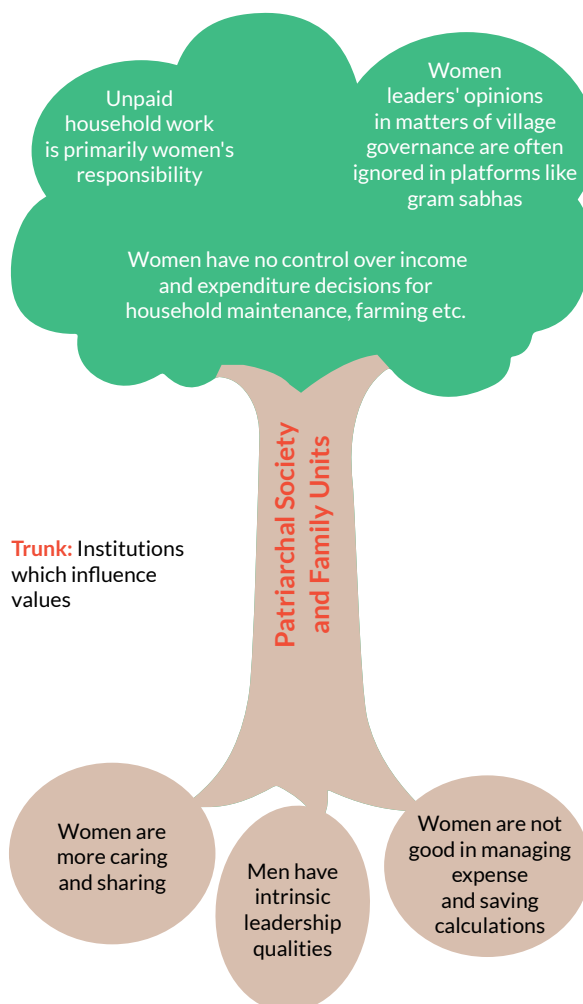 Unpaid
household work
is primarily women's
responsibility
Women
leaders' opinions
in matters of village
governance are often
ignored in platforms like
gram sabhas
Women have no control over income
and expenditure decisions for
household maintenance, farming etc.
Patriarchal Society
and Family Units
Trunk: Institutions
which influence
values
Women are
more caring
and sharing
Men have
intrinsic
leadership
qualities
Women are not
good in managing
expense
and saving
calculations